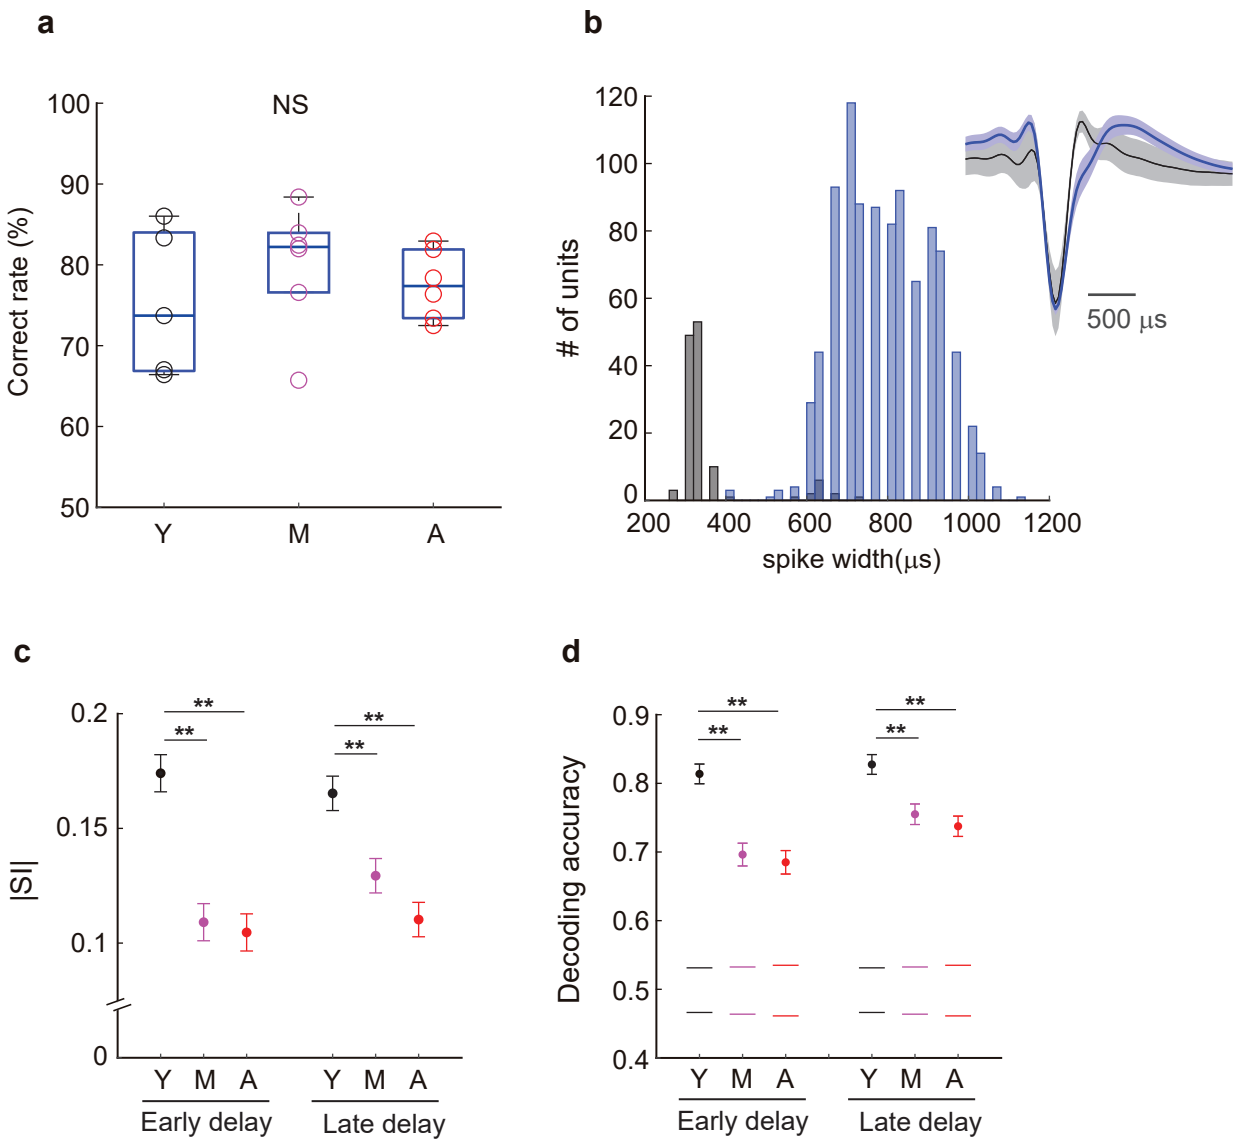 a
NS
100
90
80
70
60
50
Correct rate (%)
Y M A
b
120
100
80
60
40
20
0
# of units
200 400 600 800 1000 1200
spike width(μs)
500 μs
c
0.2
0.15
0.1
0
|SI|
** ** ** **
Y M A Y M A
Early delay Late delay
d
0.9
0.8
0.7
0.6
0.5
0.4
Decoding accuracy
** ** ** **
Y M A Y M A
Early delay Late delay